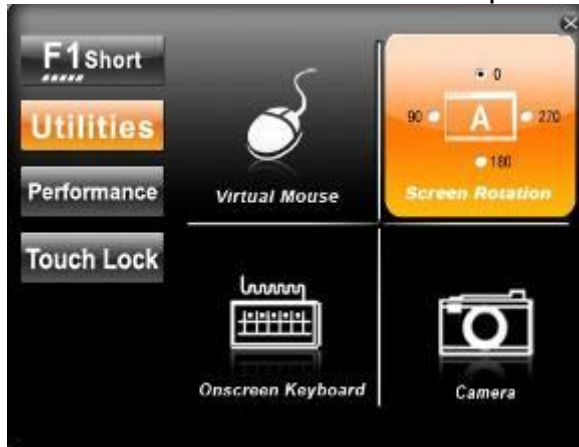 F1Short
Utilities
Performance
Touch Lock
Virtual Mouse
0
90 A 270
180
Screen Rotation
Onscreen Keyboard
Camera